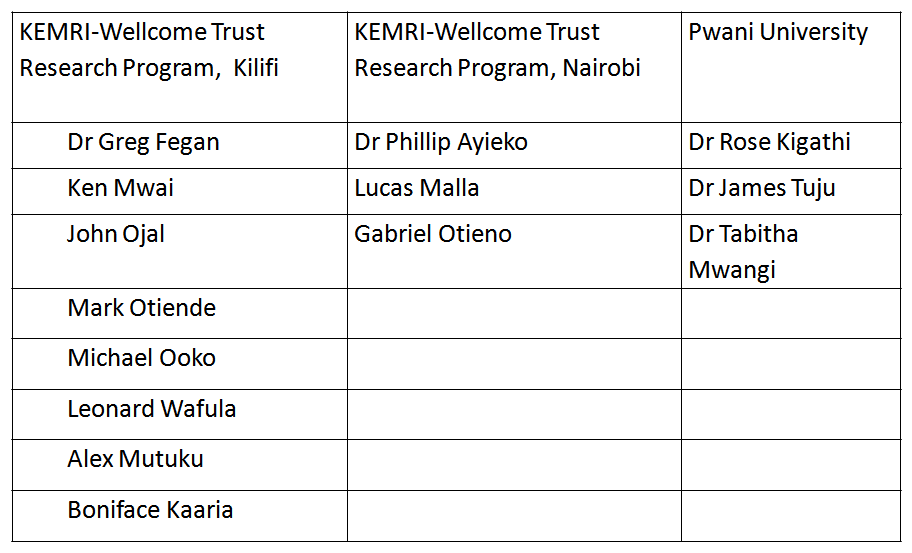 KEMRI-Wellcome Trust
Research Program,  Kilifi
KEMRI-Wellcome Trust
Research Program, Nairobi
Pwani University
Dr Greg Fegan
Dr Phillip Ayieko
Dr Rose Kigathi
Ken Mwai
Lucas Malla
Dr James Tuju
John Ojal
Gabriel Otieno
Dr Tabitha
Mwangi
Mark Otiende
Michael Ooko
Leonard Wafula
Alex Mutuku
Boniface Kaaria